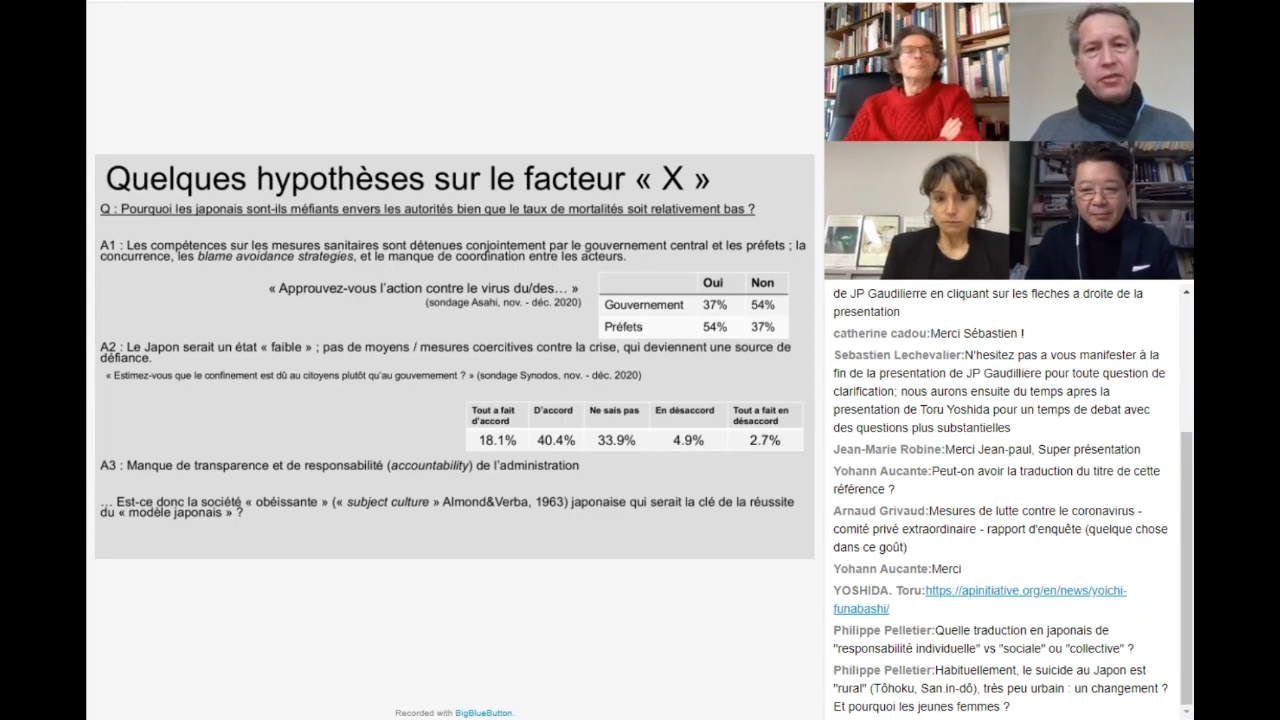 Quelques hypothèses sur le facteur « X »
Q : Pourquoi les japonais sont-ils méfiants envers les autorités bien que le taux de mortalités soit relativement bas ?
A1 : Les compétences sur les mesures sanitaires sont détenues conjointement par le gouvernement central et les préfets ; la
concurrence, les blame avoidance strategies, et le manque de coordination entre les acteurs.
« Approuvez-vous l'action contre le virus du/des… »
(sondage Asahi, nov. - déc. 2020)
Oui Non
Gouvernement 37% 54%
Préfets 54% 37%
A2 : Le Japon serait un état « faible » ; pas de moyens / mesures coercitives contre la crise, qui deviennent une source de
défiance.
« Estimez-vous que le confinement est dû au citoyens plutôt qu'au gouvernement ? » (sondage Synodos, nov. - déc. 2020)
Tout a fait d'accord D'accord Ne sais pas En désaccord Tout a fait en désaccord
18.1% 40.4% 33.9% 4.9% 2.7%
A3 : Manque de transparence et de responsabilité (accountability) de l'administration
… Est-ce donc la société « obéissante » (« subject culture » Almond&Verba, 1963) japonaise qui serait la clé de la réussite
du « modèle japonais » ?
Recorded with BigBlueButton.
de JP Gaudilierre en cliquant sur les fleches a droite de la
presentation
catherine cadou:Merci Sébastien !
Sebastien Lechevalier:N'hesitez pas a vous manifester à la
fin de la presentation de JP Gaudilliere pour toute question de
clarification; nous aurons ensuite du temps apres la
presentation de Toru Yoshida pour un temps de debat avec
des questions plus substantielles
Jean-Marie Robine:Merci Jean-paul, Super présentation
Yohann Aucante:Peut-on avoir la traduction du titre de cette
référence ?
Arnaud Grivaud:Mesures de lutte contre le coronavirus -
comité privé extraordinaire - rapport d'enquête (quelque chose
dans ce goût)
Yohann Aucante:Merci
YOSHIDA. Toru:https://apinitiative.org/en/news/yoichi-
funabashi/
Philippe Pelletier:Quelle traduction en japonais de
"responsabilité individuelle" vs "sociale" ou "collective" ?
Philippe Pelletier:Habituellement, le suicide au Japon est
"rural" (Tôhoku, San.in-dô), très peu urbain : un changement ?
Et pourquoi les jeunes femmes ?